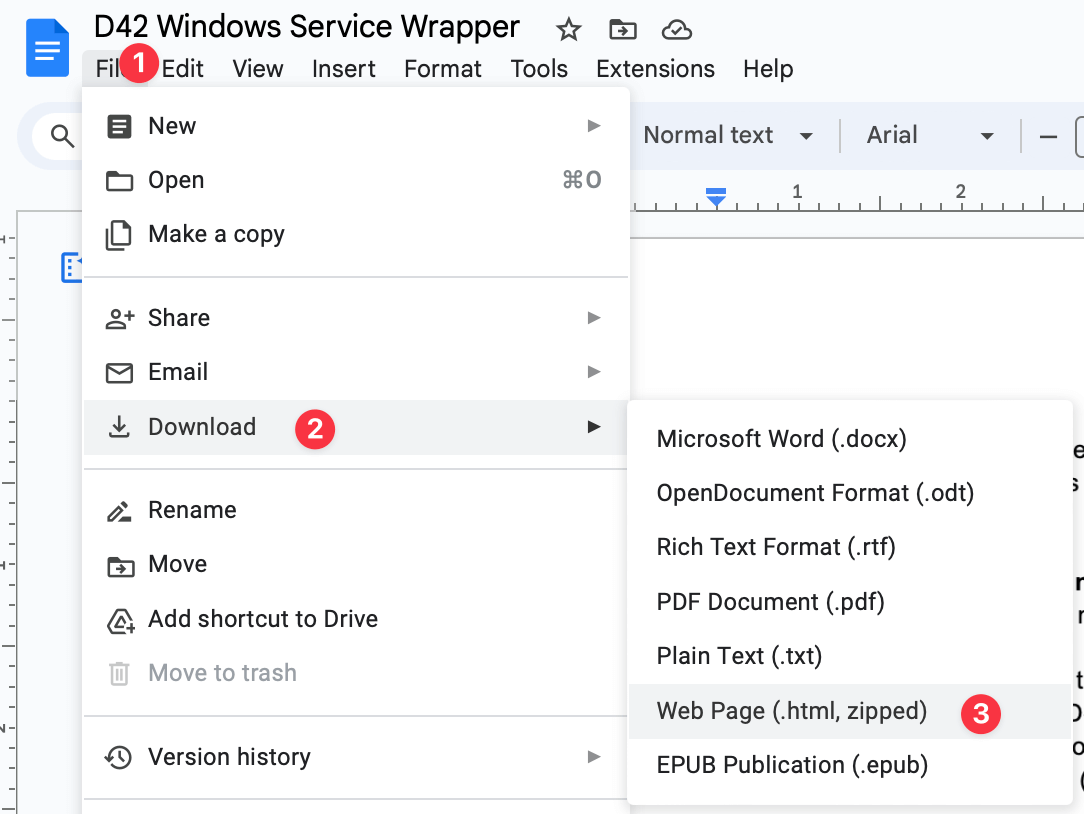 D42 Windows Service Wrapper
File 1 Edit View Insert Format Tools Extensions Help
New
Normal text
Arial
Open ⌘O
1 2
Make a copy
Share
Email
Download 2
Microsoft Word (.docx)
OpenDocument Format (.odt)
Rich Text Format (.rtf)
PDF Document (.pdf)
Plain Text (.txt)
Web Page (.html, zipped) 3
EPUB Publication (.epub)
Rename
Move
Add shortcut to Drive
Move to trash
Version history